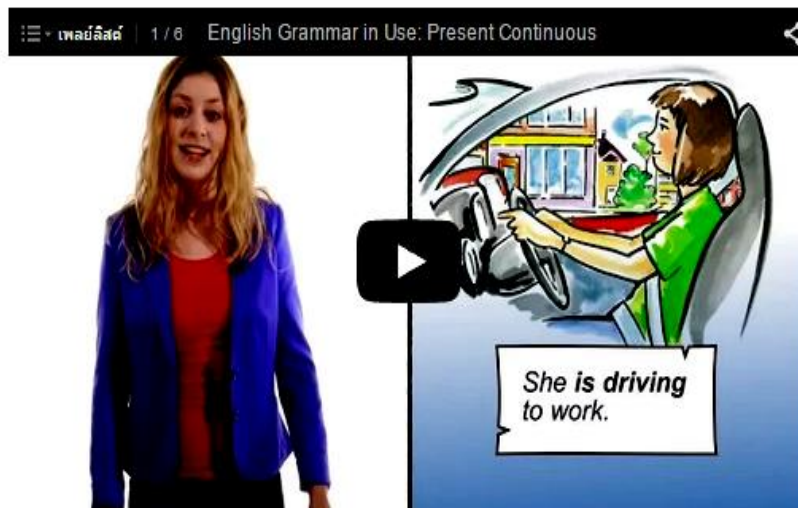 เพลย์ลิสต์ 1 / 6 English Grammar in Use: Present Continuous
She is driving
to work.